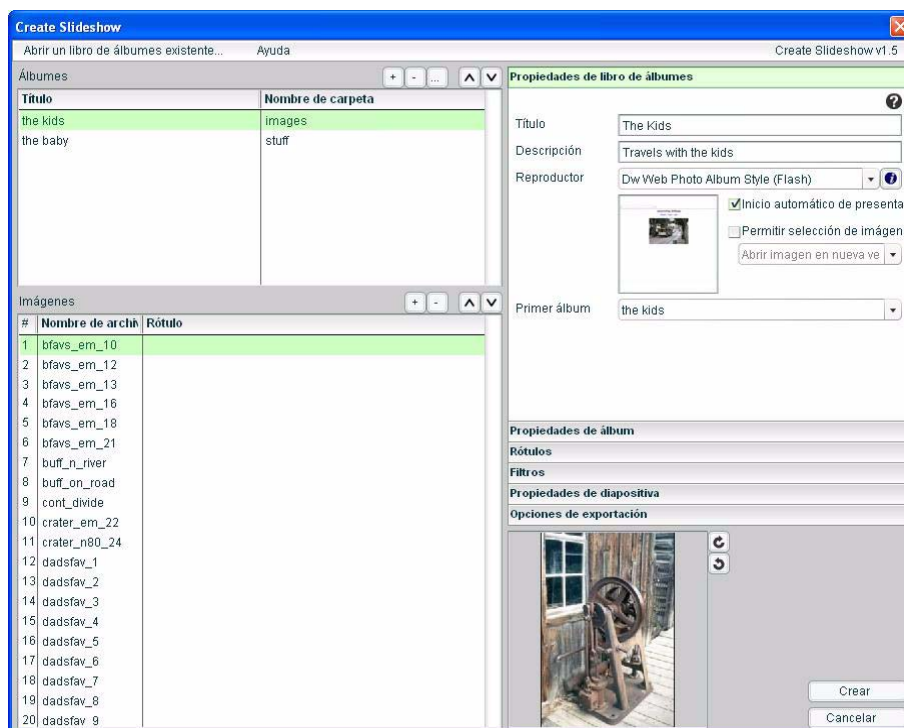 Create Slideshow
Abrir un libro de álbumes existente... Ayuda Create Slideshow v1.5
Álbumes + - ...
Título Nombre de carpeta
the kids images
the baby stuff
Imágenes + -
# Nombre de archiv Rótulo
1 bfavs_em_10
2 bfavs_em_12
3 bfavs_em_13
4 bfavs_em_16
5 bfavs_em_18
6 bfavs_em_21
7 buff_n_river
8 buff_on_road
9 cont_divide
10 crater_em_22
11 crater_n80_24
12 dadsfav_1
13 dadsfav_2
14 dadsfav_3
15 dadsfav_4
16 dadsfav_5
17 dadsfav_6
18 dadsfav_7
19 dadsfav_8
20 dadsfav_9
Propiedades de libro de álbumes
?
Título The Kids
Descripción Travels with the kids
Reproductor Dw Web Photo Album Style (Flash) i
Inicio automático de presenta
Permitir selección de imágen
Abrir imagen en nueva ve
Primer álbum the kids
Propiedades de álbum
Rótulos
Filtros
Propiedades de diapositiva
Opciones de exportación
Crear
Cancelar